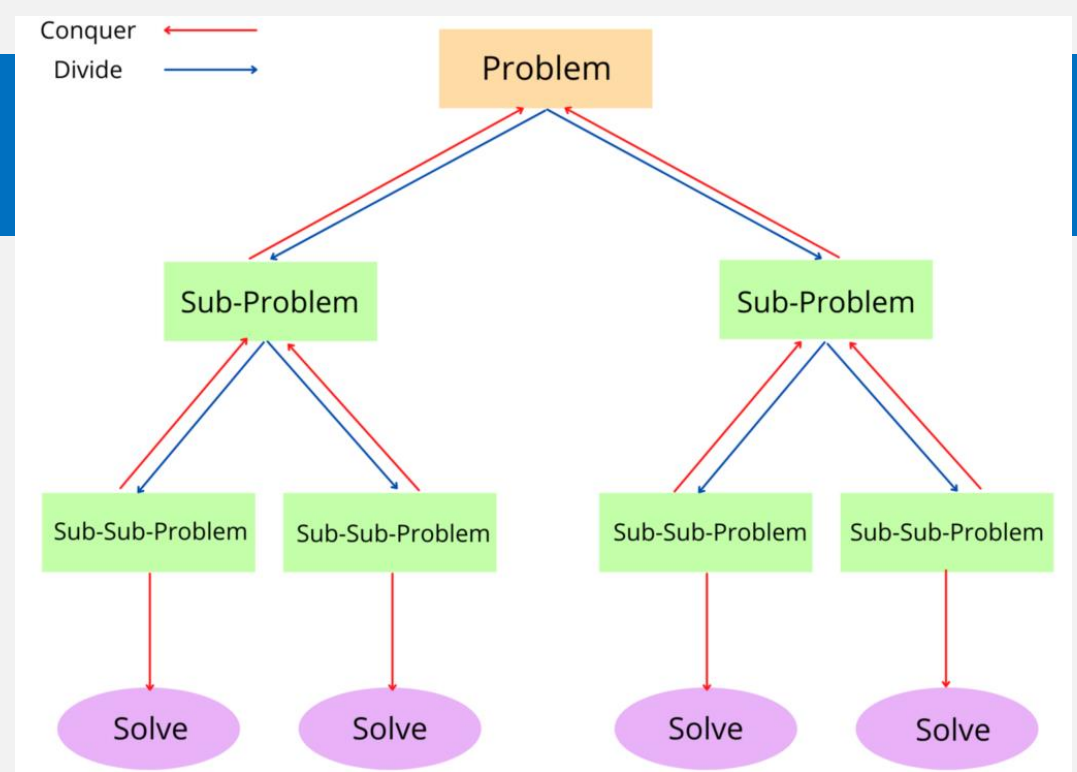 Conquer
Divide
Problem
Sub-Problem
Sub-Problem
Sub-Sub-Problem
Sub-Sub-Problem
Sub-Sub-Problem
Sub-Sub-Problem
Solve
Solve
Solve
Solve